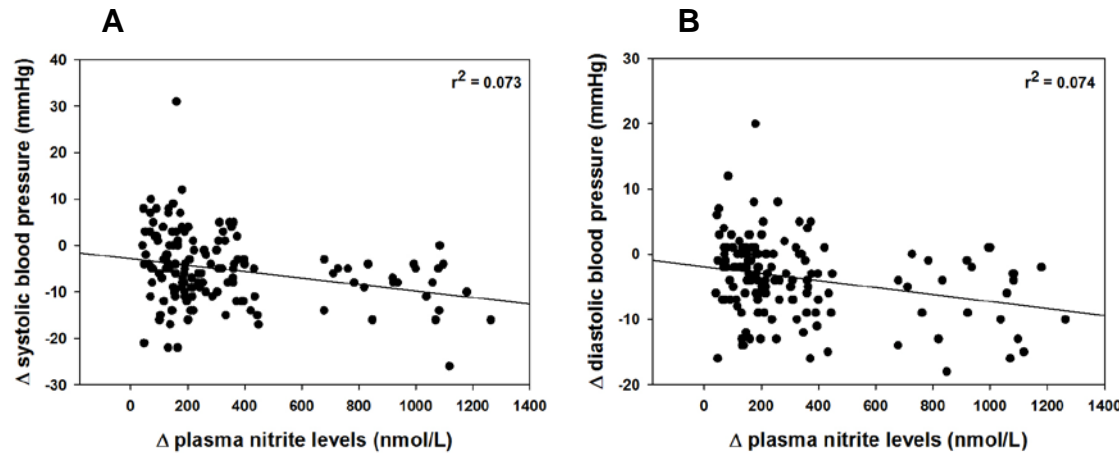 A
40
30
20
10
0
-10
-20
-30
Δ systolic blood pressure (mmHg)
r² = 0.073
0 200 400 600 800 1000 1200 1400
Δ plasma nitrite levels (nmol/L)
B
30
20
10
0
-10
-20
Δ diastolic blood pressure (mmHg)
r² = 0.074
0 200 400 600 800 1000 1200 1400
Δ plasma nitrite levels (nmol/L)